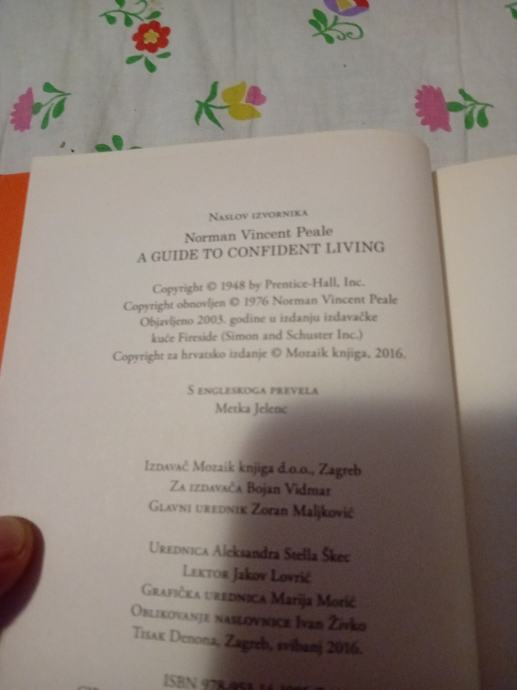 Naslov izvornika
Norman Vincent Peale
A GUIDE TO CONFIDENT LIVING
Copyright © 1948 by Prentice-Hall, Inc.
Copyright obnovljen © 1976 Norman Vincent Peale
Objavljeno 2003. godine u izdanju izdavačke
kuće Fireside (Simon and Schuster Inc.)
Copyright za hrvatsko izdanje © Mozaik knjiga, 2016.
S engleskoga prevela
Metka Jelenc
Izdavač Mozaik knjiga d.o.o., Zagreb
Za izdavača Bojan Vidmar
Glavni urednik Zoran Maljković
Urednica Aleksandra Stella Škec
Lektor Jakov Lovrić
Grafička urednica Marija Morić
Oblikovanje naslovnice Ivan Živko
Tisak Denona, Zagreb, svibanj 2016.
ISBN